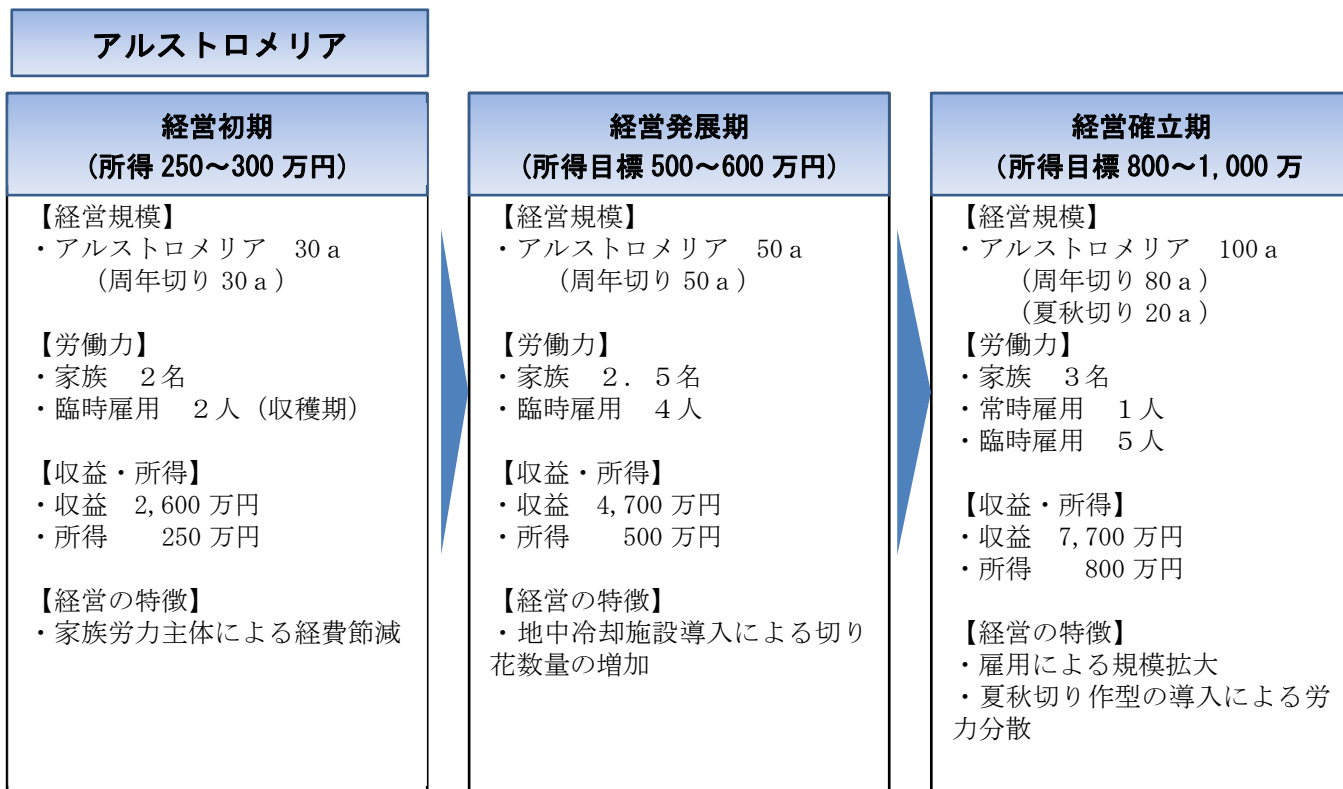 アルストロメリア
経営初期
(所得 250～300 万円)
【経営規模】
・アルストロメリア　30ａ
（周年切り 30ａ）
【労働力】
・家族　２名
・臨時雇用　２人（収穫期）
【収益・所得】
・収益　2,600 万円
・所得　　250 万円
【経営の特徴】
・家族労力主体による経費節減
経営発展期
(所得目標 500～600 万円)
【経営規模】
・アルストロメリア　50ａ
（周年切り 50ａ）
【労働力】
・家族　２．５名
・臨時雇用　４人
【収益・所得】
・収益　4,700 万円
・所得　　500 万円
【経営の特徴】
・地中冷却施設導入による切り
花数量の増加
経営確立期
(所得目標 800～1,000 万
【経営規模】
・アルストロメリア　100ａ
（周年切り 80ａ）
（夏秋切り 20ａ）
【労働力】
・家族　３名
・常時雇用　１人
・臨時雇用　５人
【収益・所得】
・収益　7,700 万円
・所得　　800 万円
【経営の特徴】
・雇用による規模拡大
・夏秋切り作型の導入による労
力分散